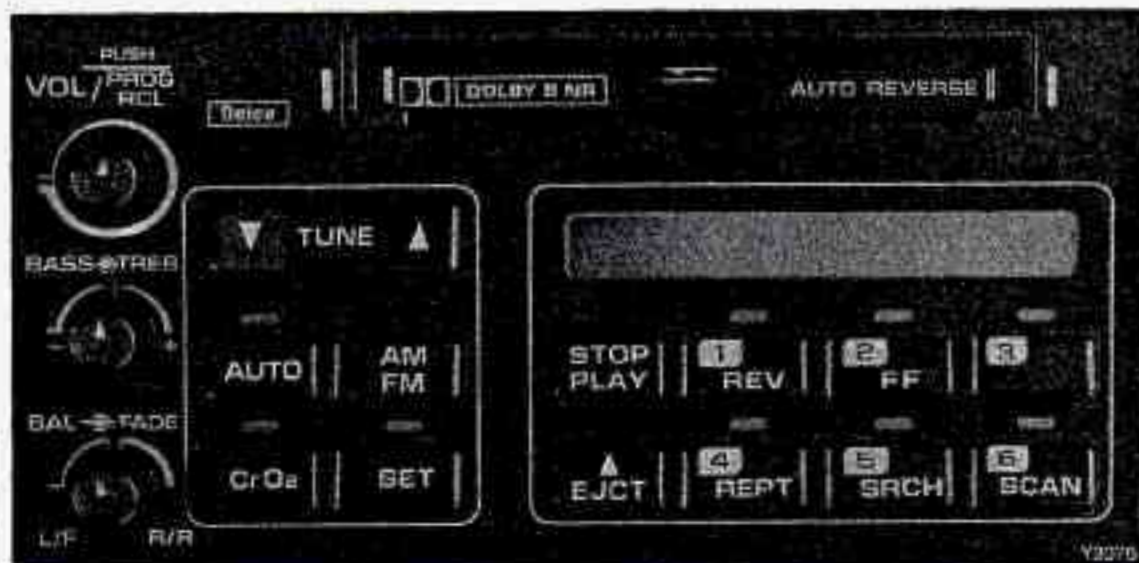 PUSH
VOL/PROG
RCL
DOLBY B NR
AUTO REVERSE
TUNE
BASS TREB
AUTO
AM
FM
STOP
PLAY
1
REV
2
FF
3
BAL FADE
CrO2
SET
EJCT
4
REPT
5
SRCH
6
SCAN
L/F R/R